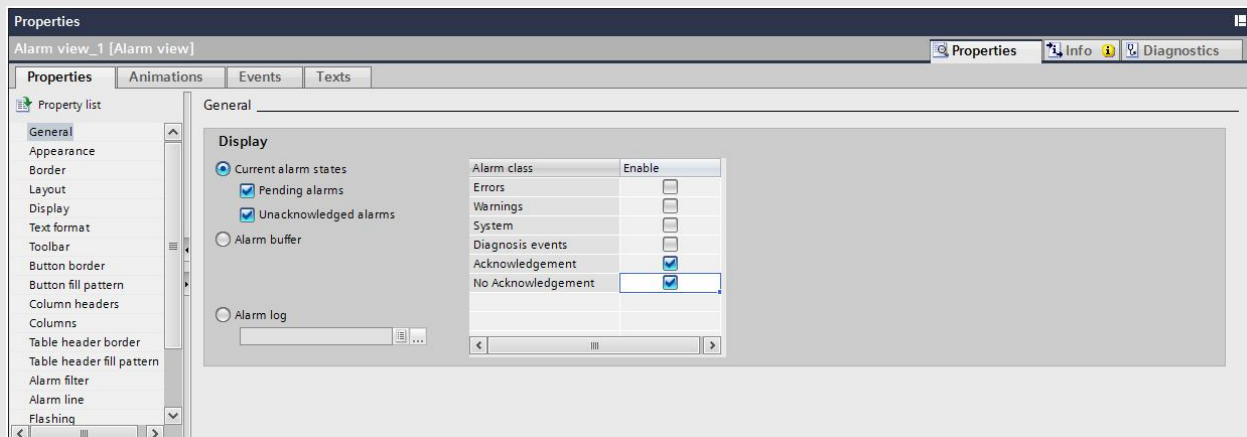 Properties
Alarm view_1 [Alarm view]
Properties Info Diagnostics
Properties Animations Events Texts
Property list
General
Appearance
Border
Layout
Display
Text format
Toolbar
Button border
Button fill pattern
Column headers
Columns
Table header border
Table header fill pattern
Alarm filter
Alarm line
Flashing
General
Display
Current alarm states
Pending alarms
Unacknowledged alarms
Alarm buffer
Alarm log
...
Alarm class Enable
Errors
Warnings
System
Diagnosis events
Acknowledgement
No Acknowledgement